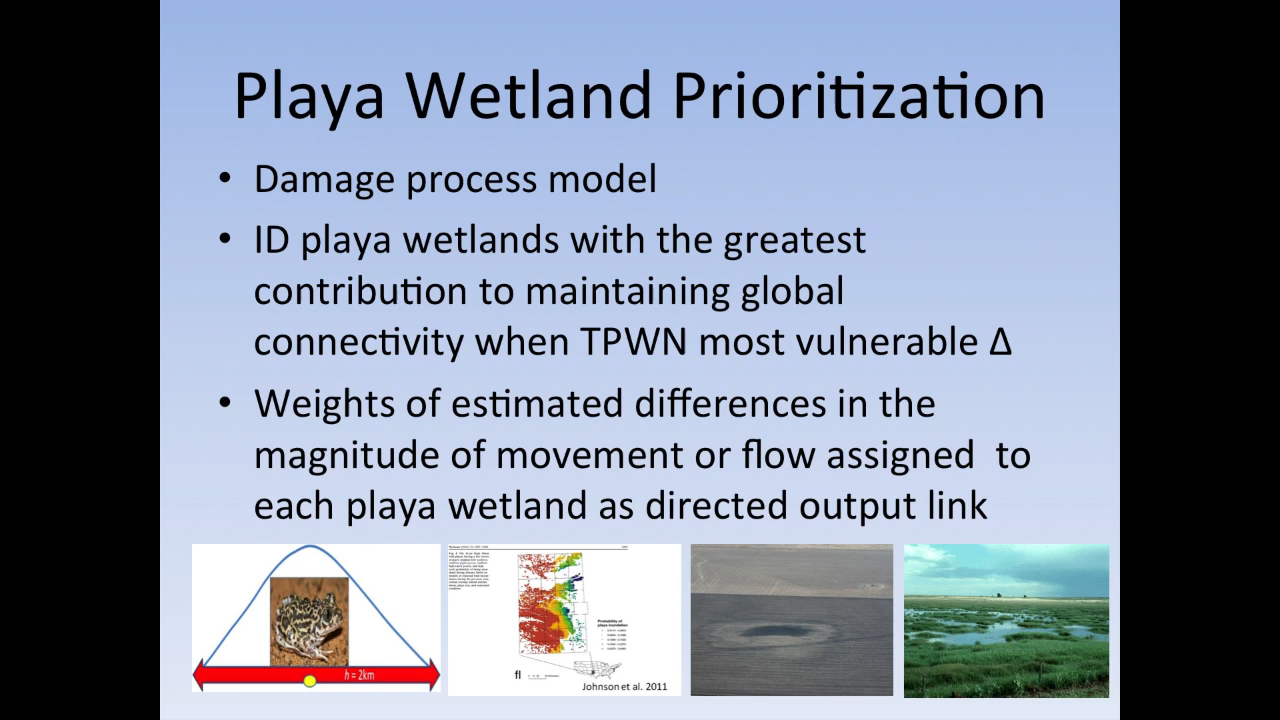 Playa Wetland Prioritization
• Damage process model
• ID playa wetlands with the greatest
contribution to maintaining global
connectivity when TPWN most vulnerable Δ
• Weights of estimated differences in the
magnitude of movement or flow assigned  to
each playa wetland as directed output link
h = 2km
Probability of
playa inundation
fl
Johnson et al. 2011